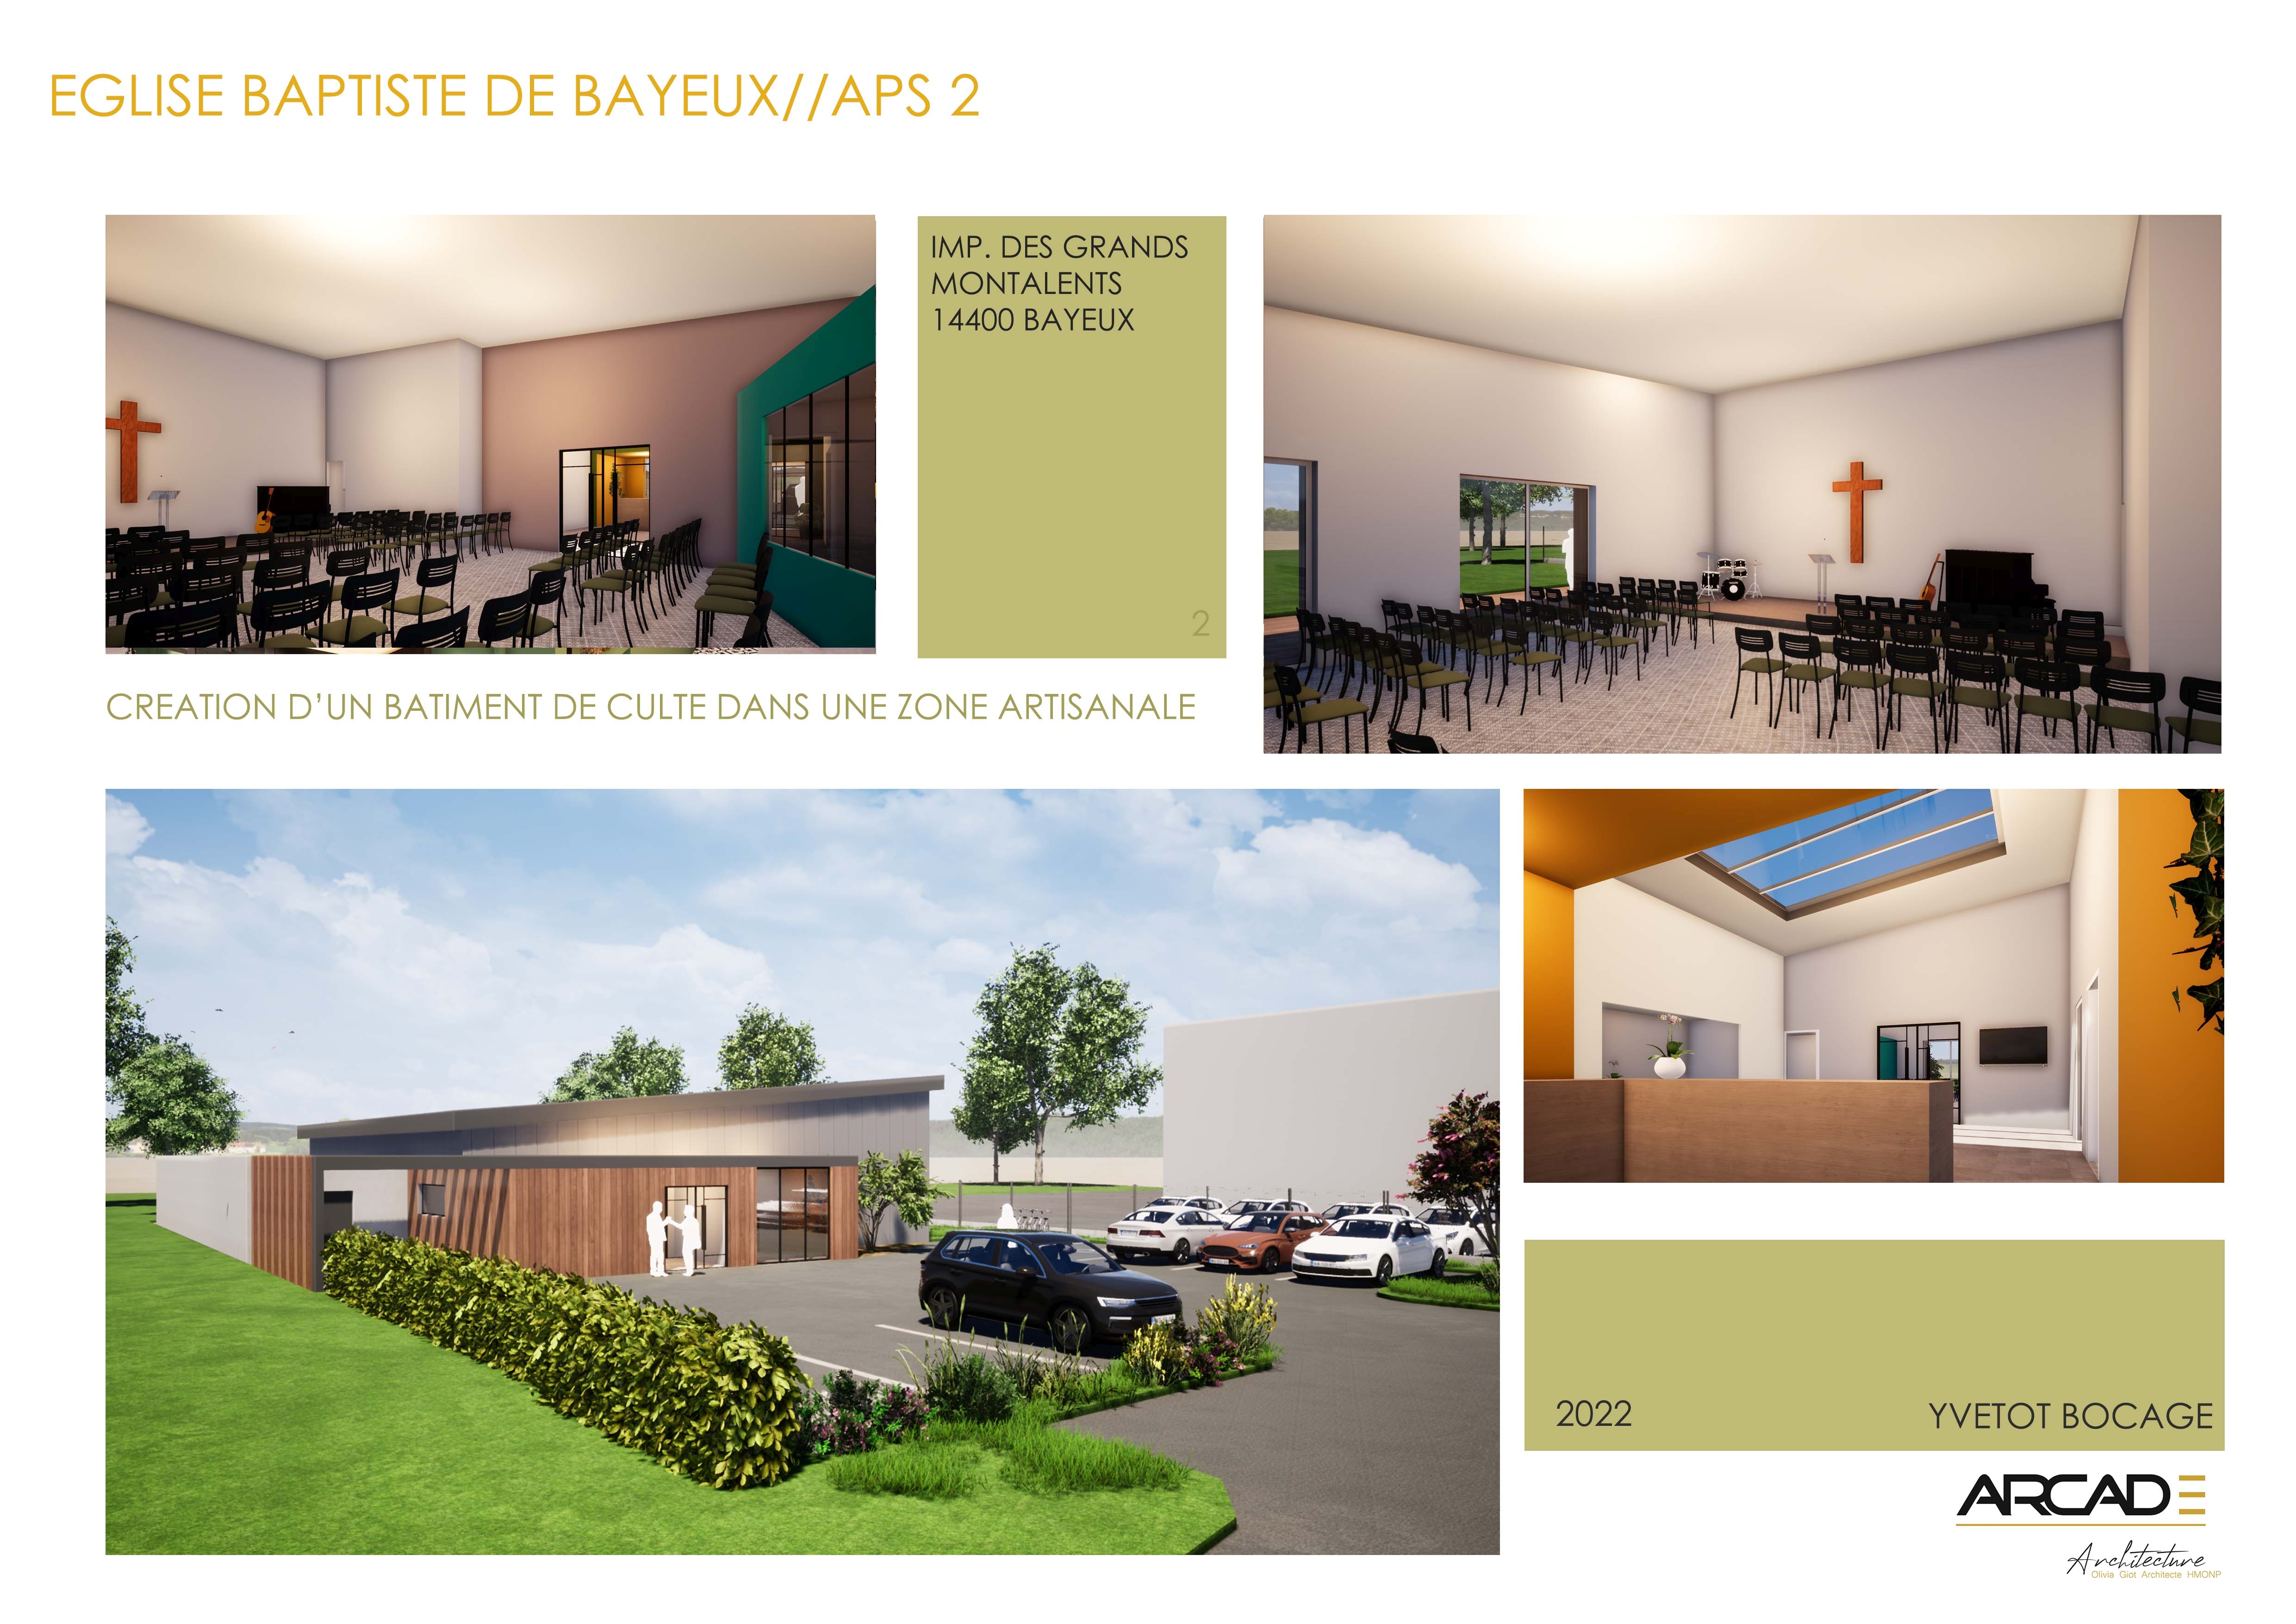 EGLISE BAPTISTE DE BAYEUX//APS 2
IMP. DES GRANDS
MONTALENTS
14400 BAYEUX
2
CREATION D’UN BATIMENT DE CULTE DANS UNE ZONE ARTISANALE
2022
YVETOT BOCAGE
ARCADE
Architecture
Olivia Giot Architecte HMONP